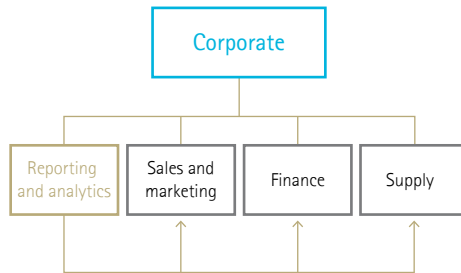 Corporate
Reporting
and analytics
Sales and
marketing
Finance
Supply